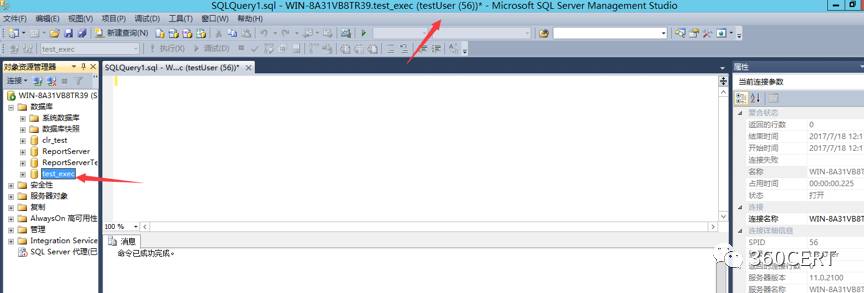 SQLQuery1.sql - WIN-8A31VB8TR39.test_exec (testUser (56))* - Microsoft SQL Server Management Studio
文件(F) 编辑(E) 视图(V) 项目(P) 调试(D) 工具(T) 窗口(W) 帮助(H)
新建查询(N)
test_exec 执行(X) 调试(D)
对象资源管理器
SQLQuery1.sql - W...c (testUser (56))*
属性
连接
当前连接参数
WIN-8A31VB8TR39 (S
数据库
系统数据库
数据库快照
clr_test
ReportServer
ReportServerTe
test_exec
安全性
服务器对象
复制
AlwaysOn 高可用性
管理
Integration Service
SQL Server 代理(已
聚合状态
返回的行数 0
结束时间 2017/7/18 12:1
开始时间 2017/7/18 12:1
连接失败
名称 WIN-8A31VB8T
占用时间 00:00:00.225
状态 打开
连接
连接名称 WIN-8A31VB8T
连接详细信息
SPID 56
返回的连接行数 0
服务器版本 11.0.2100
服务器名称 WIN-8A31VB8T
100 %
消息
命令已成功完成。
360CERT